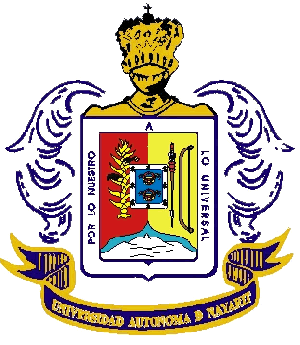 POR LO NUESTRO
A
LO UNIVERSAL
UNIVERSIDAD AUTONOMA D NAYARIT